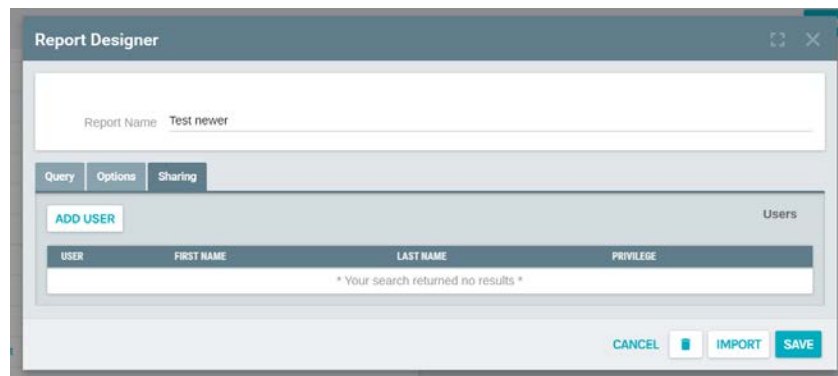 Report Designer
Report Name Test newer
Query Options Sharing
ADD USER Users
USER FIRST NAME LAST NAME PRIVILEGE
* Your search returned no results *
CANCEL IMPORT SAVE